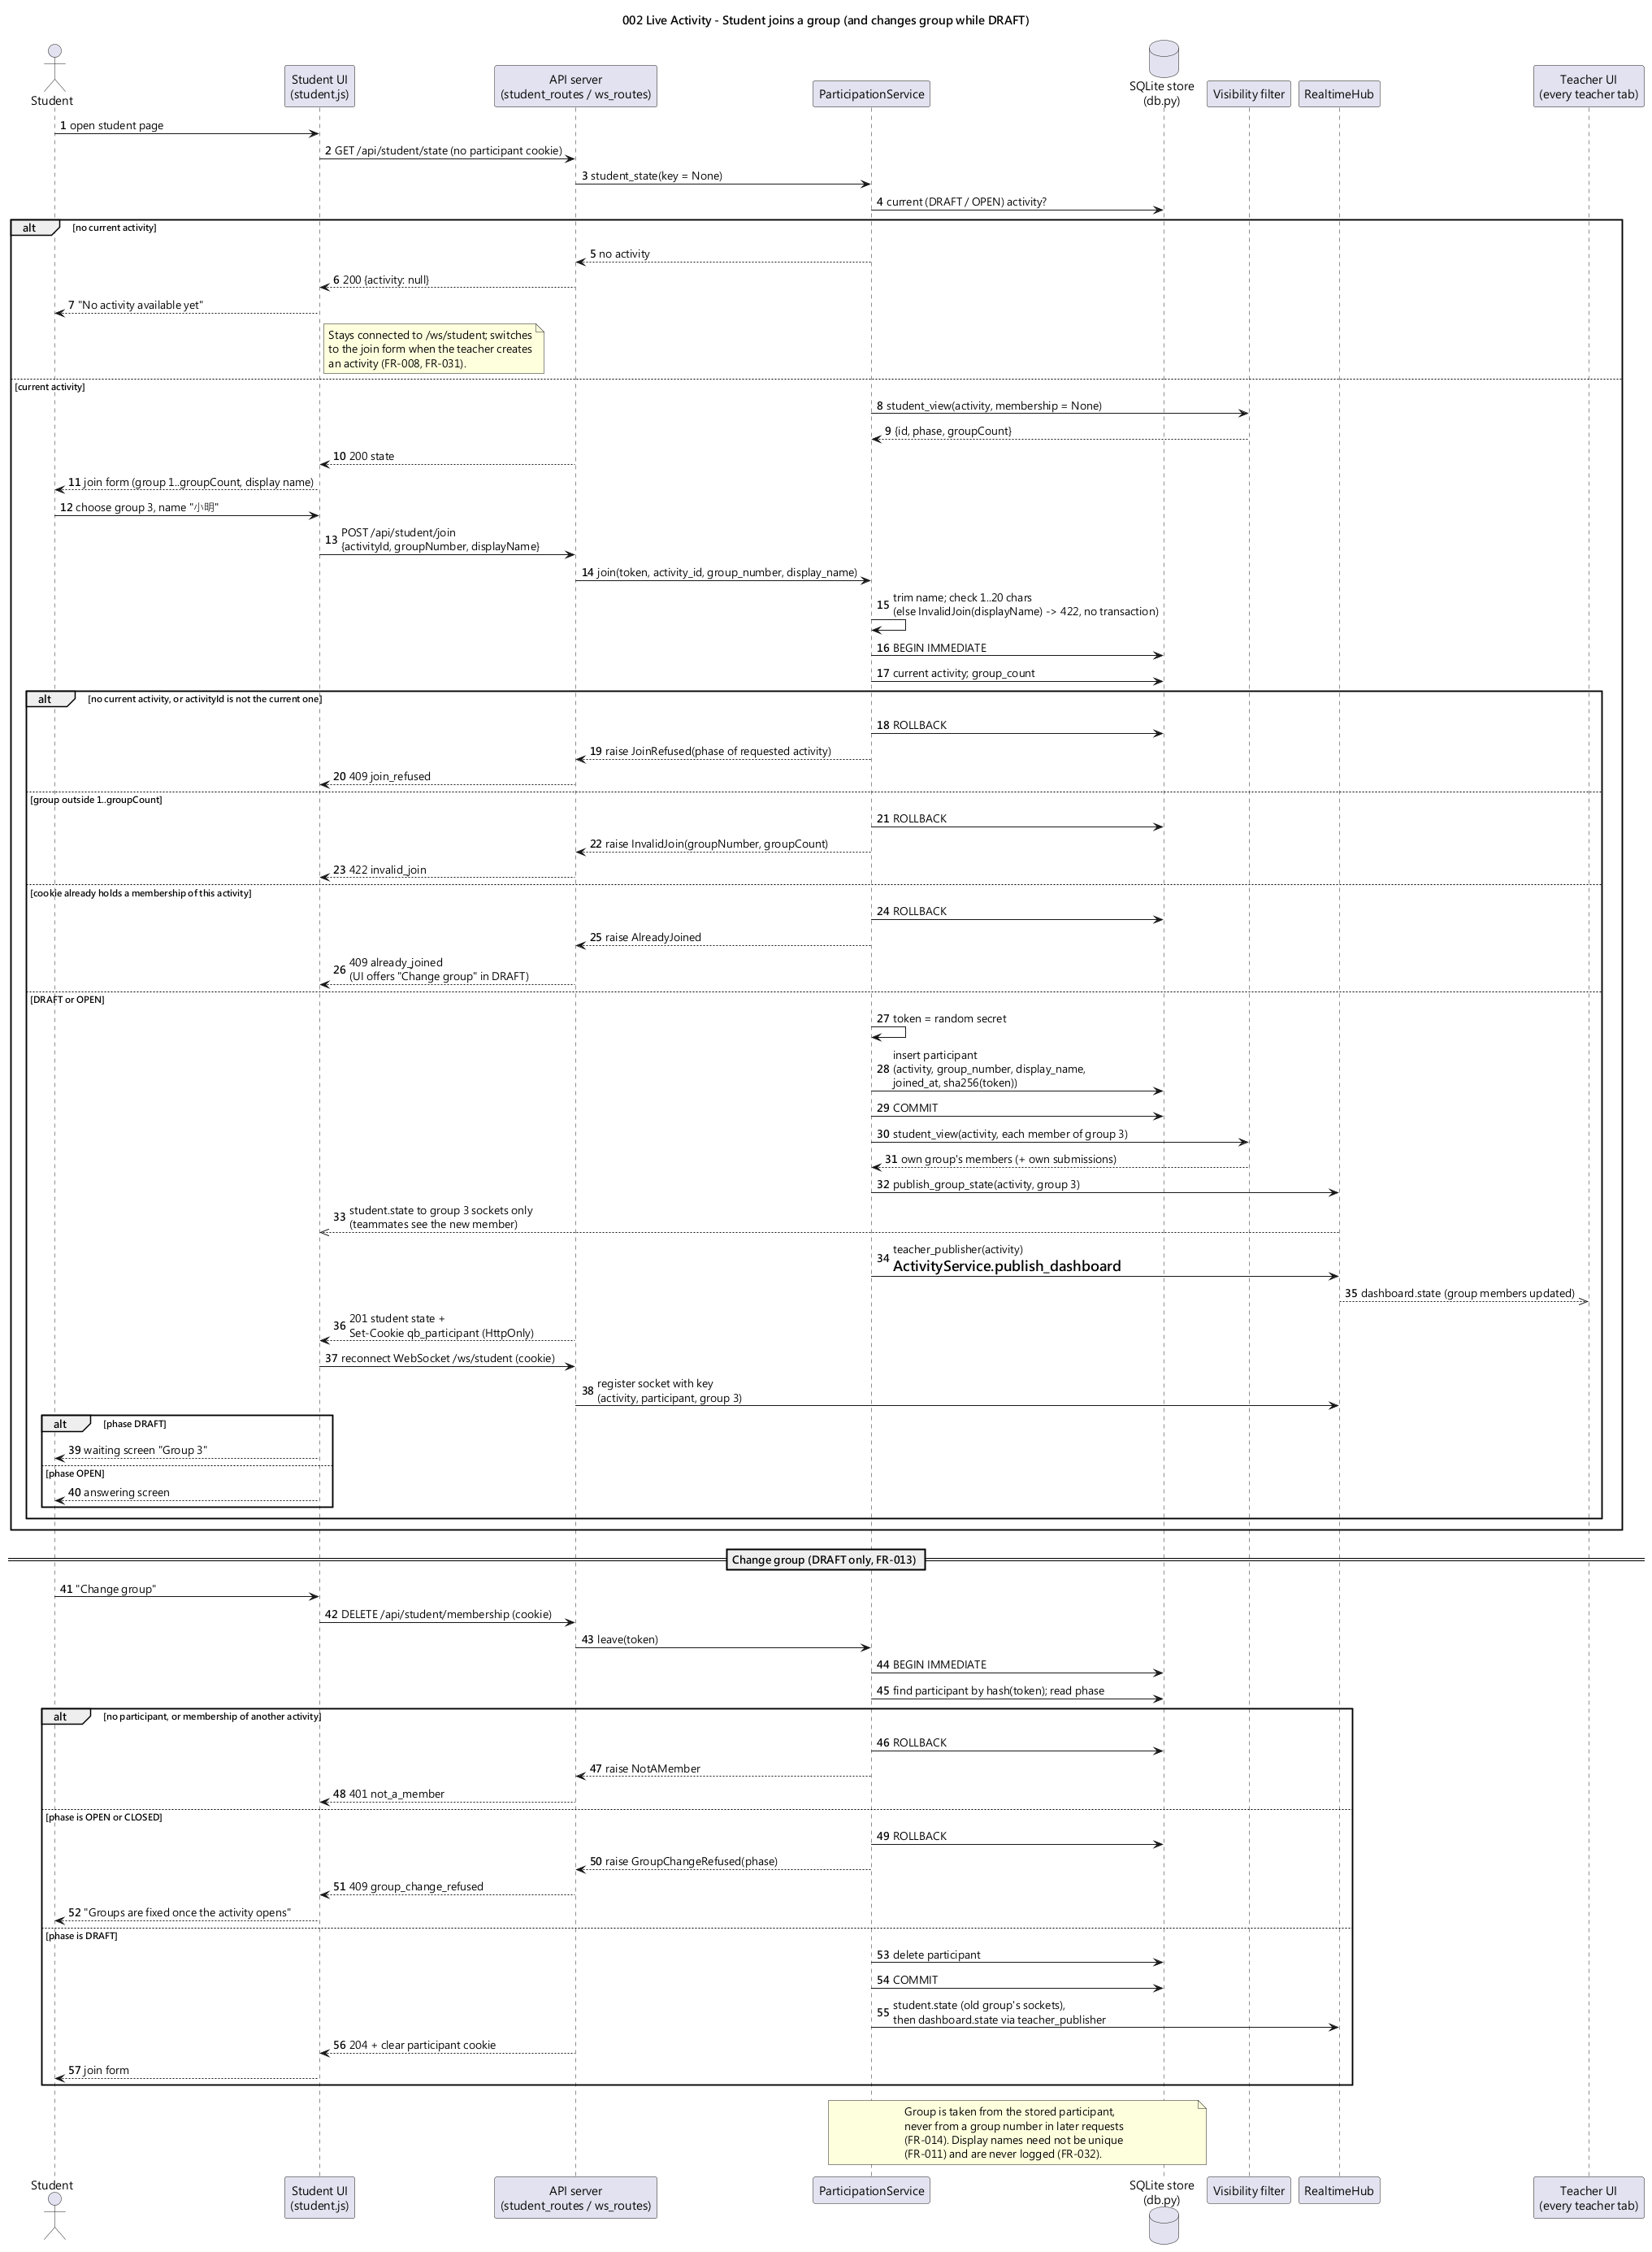 002 Live Activity - Student joins a group (and changes group while DRAFT)
Student
Student UI
(student.js)
API server
(student_routes / ws_routes)
ParticipationService
SQLite store
(db.py)
Visibility filter
RealtimeHub
Teacher UI
(every teacher tab)
1 open student page
2 GET /api/student/state (no participant cookie)
3 student_state(key = None)
4 current (DRAFT / OPEN) activity?
alt [no current activity]
5 no activity
6 200 {activity: null}
7 "No activity available yet"
Stays connected to /ws/student; switches
to the join form when the teacher creates
an activity (FR-008, FR-031).
[current activity]
8 student_view(activity, membership = None)
9 {id, phase, groupCount}
10 200 state
11 join form (group 1..groupCount, display name)
12 choose group 3, name "小明"
13 POST /api/student/join
{activityId, groupNumber, displayName}
14 join(token, activity_id, group_number, display_name)
15 trim name; check 1..20 chars
(else InvalidJoin(displayName) -> 422, no transaction)
16 BEGIN IMMEDIATE
17 current activity; group_count
alt [no current activity, or activityId is not the current one]
18 ROLLBACK
19 raise JoinRefused(phase of requested activity)
20 409 join_refused
[group outside 1..groupCount]
21 ROLLBACK
22 raise InvalidJoin(groupNumber, groupCount)
23 422 invalid_join
[cookie already holds a membership of this activity]
24 ROLLBACK
25 raise AlreadyJoined
26 409 already_joined
(UI offers "Change group" in DRAFT)
[DRAFT or OPEN]
27 token = random secret
28 insert participant
(activity, group_number, display_name,
joined_at, sha256(token))
29 COMMIT
30 student_view(activity, each member of group 3)
31 own group's members (+ own submissions)
32 publish_group_state(activity, group 3)
33 student.state to group 3 sockets only
(teammates see the new member)
34 teacher_publisher(activity)
ActivityService.publish_dashboard
35 dashboard.state (group members updated)
36 201 student state +
Set-Cookie qb_participant (HttpOnly)
37 reconnect WebSocket /ws/student (cookie)
38 register socket with key
(activity, participant, group 3)
alt [phase DRAFT]
39 waiting screen "Group 3"
[phase OPEN]
40 answering screen
Change group (DRAFT only, FR-013)
41 "Change group"
42 DELETE /api/student/membership (cookie)
43 leave(token)
44 BEGIN IMMEDIATE
45 find participant by hash(token); read phase
alt [no participant, or membership of another activity]
46 ROLLBACK
47 raise NotAMember
48 401 not_a_member
[phase is OPEN or CLOSED]
49 ROLLBACK
50 raise GroupChangeRefused(phase)
51 409 group_change_refused
52 "Groups are fixed once the activity opens"
[phase is DRAFT]
53 delete participant
54 COMMIT
55 student.state (old group's sockets),
then dashboard.state via teacher_publisher
56 204 + clear participant cookie
57 join form
Group is taken from the stored participant,
never from a group number in later requests
(FR-014). Display names need not be unique
(FR-011) and are never logged (FR-032).
Student
Student UI
(student.js)
API server
(student_routes / ws_routes)
ParticipationService
SQLite store
(db.py)
Visibility filter
RealtimeHub
Teacher UI
(every teacher tab)